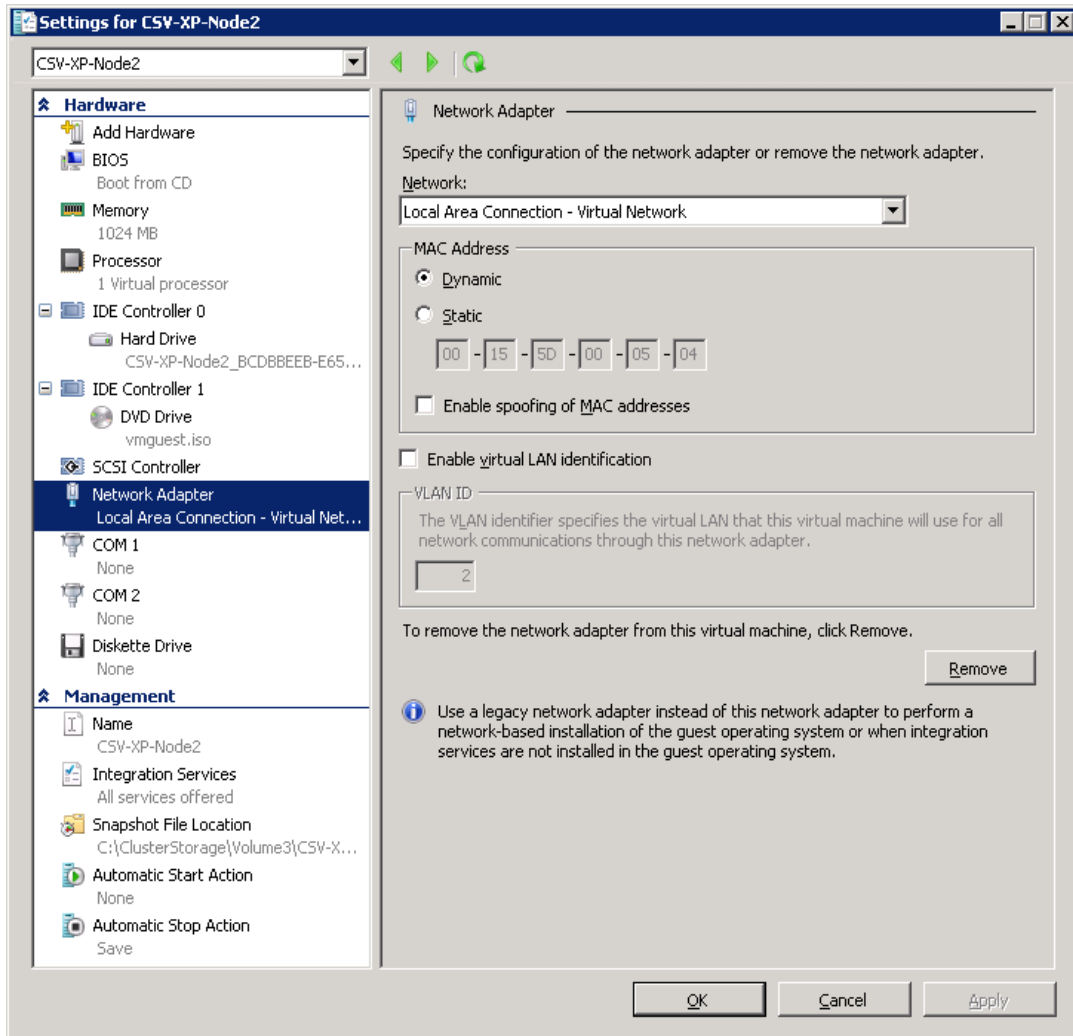 Settings for CSV-XP-Node2
CSV-XP-Node2
Hardware
Add Hardware
BIOS
Boot from CD
Memory
1024 MB
Processor
1 Virtual processor
IDE Controller 0
Hard Drive
CSV-XP-Node2_BCDBBEEB-E65...
IDE Controller 1
DVD Drive
vmguest.iso
SCSI Controller
Network Adapter
Local Area Connection - Virtual Net...
COM 1
None
COM 2
None
Diskette Drive
None
Management
Name
CSV-XP-Node2
Integration Services
All services offered
Snapshot File Location
C:\ClusterStorage\Volume3\CSV-X...
Automatic Start Action
None
Automatic Stop Action
Save
Network Adapter
Specify the configuration of the network adapter or remove the network adapter.
Network:
Local Area Connection - Virtual Network
MAC Address
Dynamic
Static
00 - 15 - 5D - 00 - 05 - 04
Enable spoofing of MAC addresses
Enable virtual LAN identification
VLAN ID
The VLAN identifier specifies the virtual LAN that this virtual machine will use for all
network communications through this network adapter.
2
To remove the network adapter from this virtual machine, click Remove.
Remove
Use a legacy network adapter instead of this network adapter to perform a
network-based installation of the guest operating system or when integration
services are not installed in the guest operating system.
OK Cancel Apply